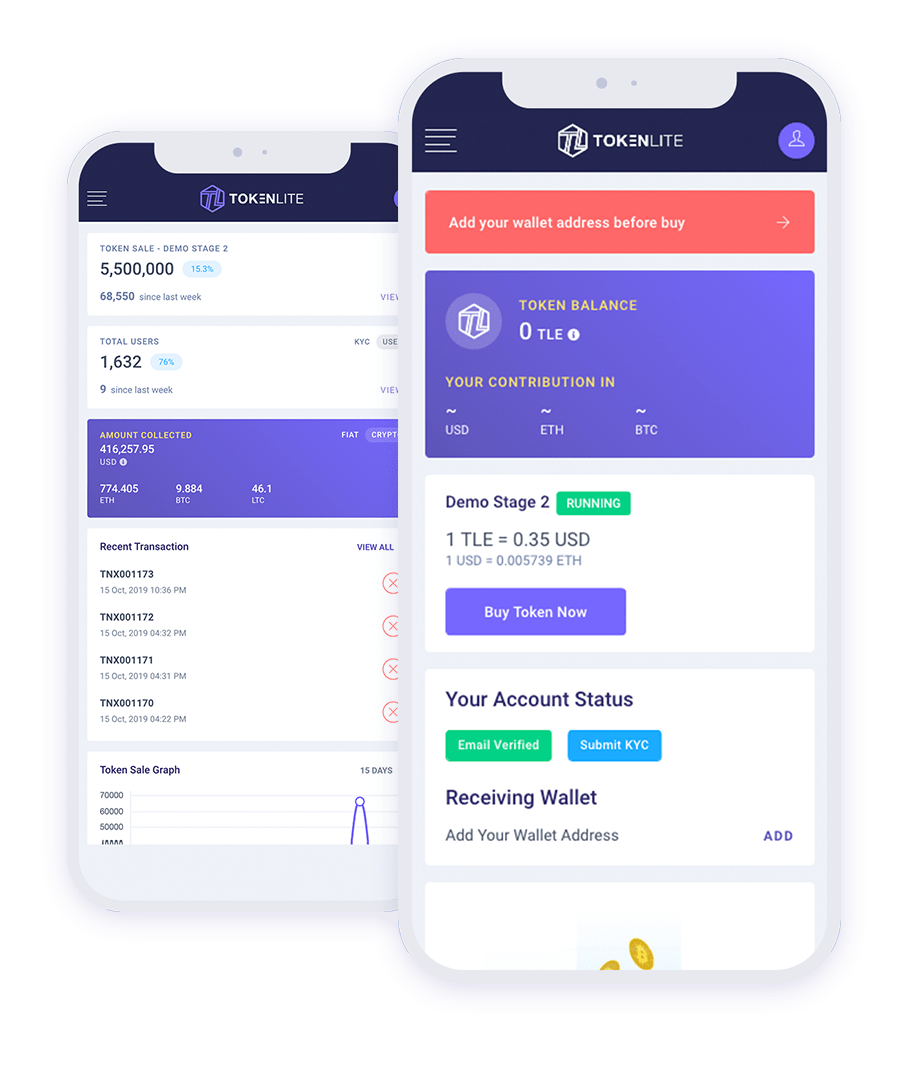 TOKENLITE
TOKEN SALE - DEMO STAGE 2
5,500,000 15.3%
68,550 since last week
TOTAL USERS KYC
1,632 76%
9 since last week
AMOUNT COLLECTED FIAT
416,257.95
USD
774.405 9.884 46.1
ETH BTC LTC
Recent Transaction VIEW ALL
TNX001173
15 Oct, 2019 10:36 PM
TNX001172
15 Oct, 2019 04:32 PM
TNX001171
15 Oct, 2019 04:31 PM
TNX001170
15 Oct, 2019 04:22 PM
Token Sale Graph 15 DAYS
70000
60000
50000
TOKENLITE
Add your wallet address before buy
TOKEN BALANCE
0 TLE
YOUR CONTRIBUTION IN
~ ~ ~
USD ETH BTC
Demo Stage 2 RUNNING
1 TLE = 0.35 USD
1 USD = 0.005739 ETH
Buy Token Now
Your Account Status
Email Verified Submit KYC
Receiving Wallet
Add Your Wallet Address ADD